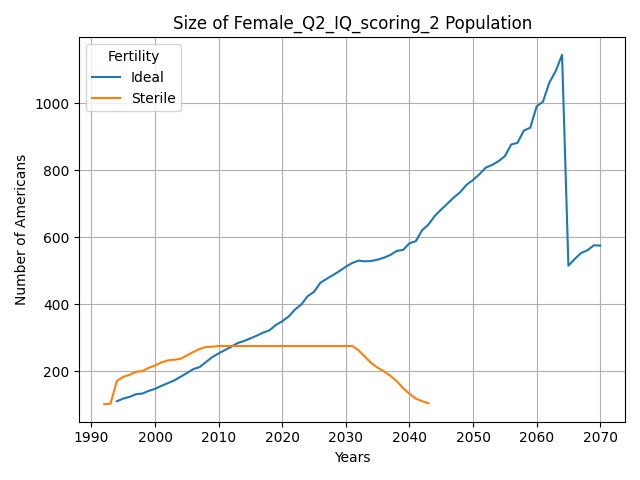 Size of Female_Q2_IQ_scoring_2 Population
Fertility
Ideal
Sterile
Number of Americans
1000
800
600
400
200
1990 2000 2010 2020 2030 2040 2050 2060 2070
Years